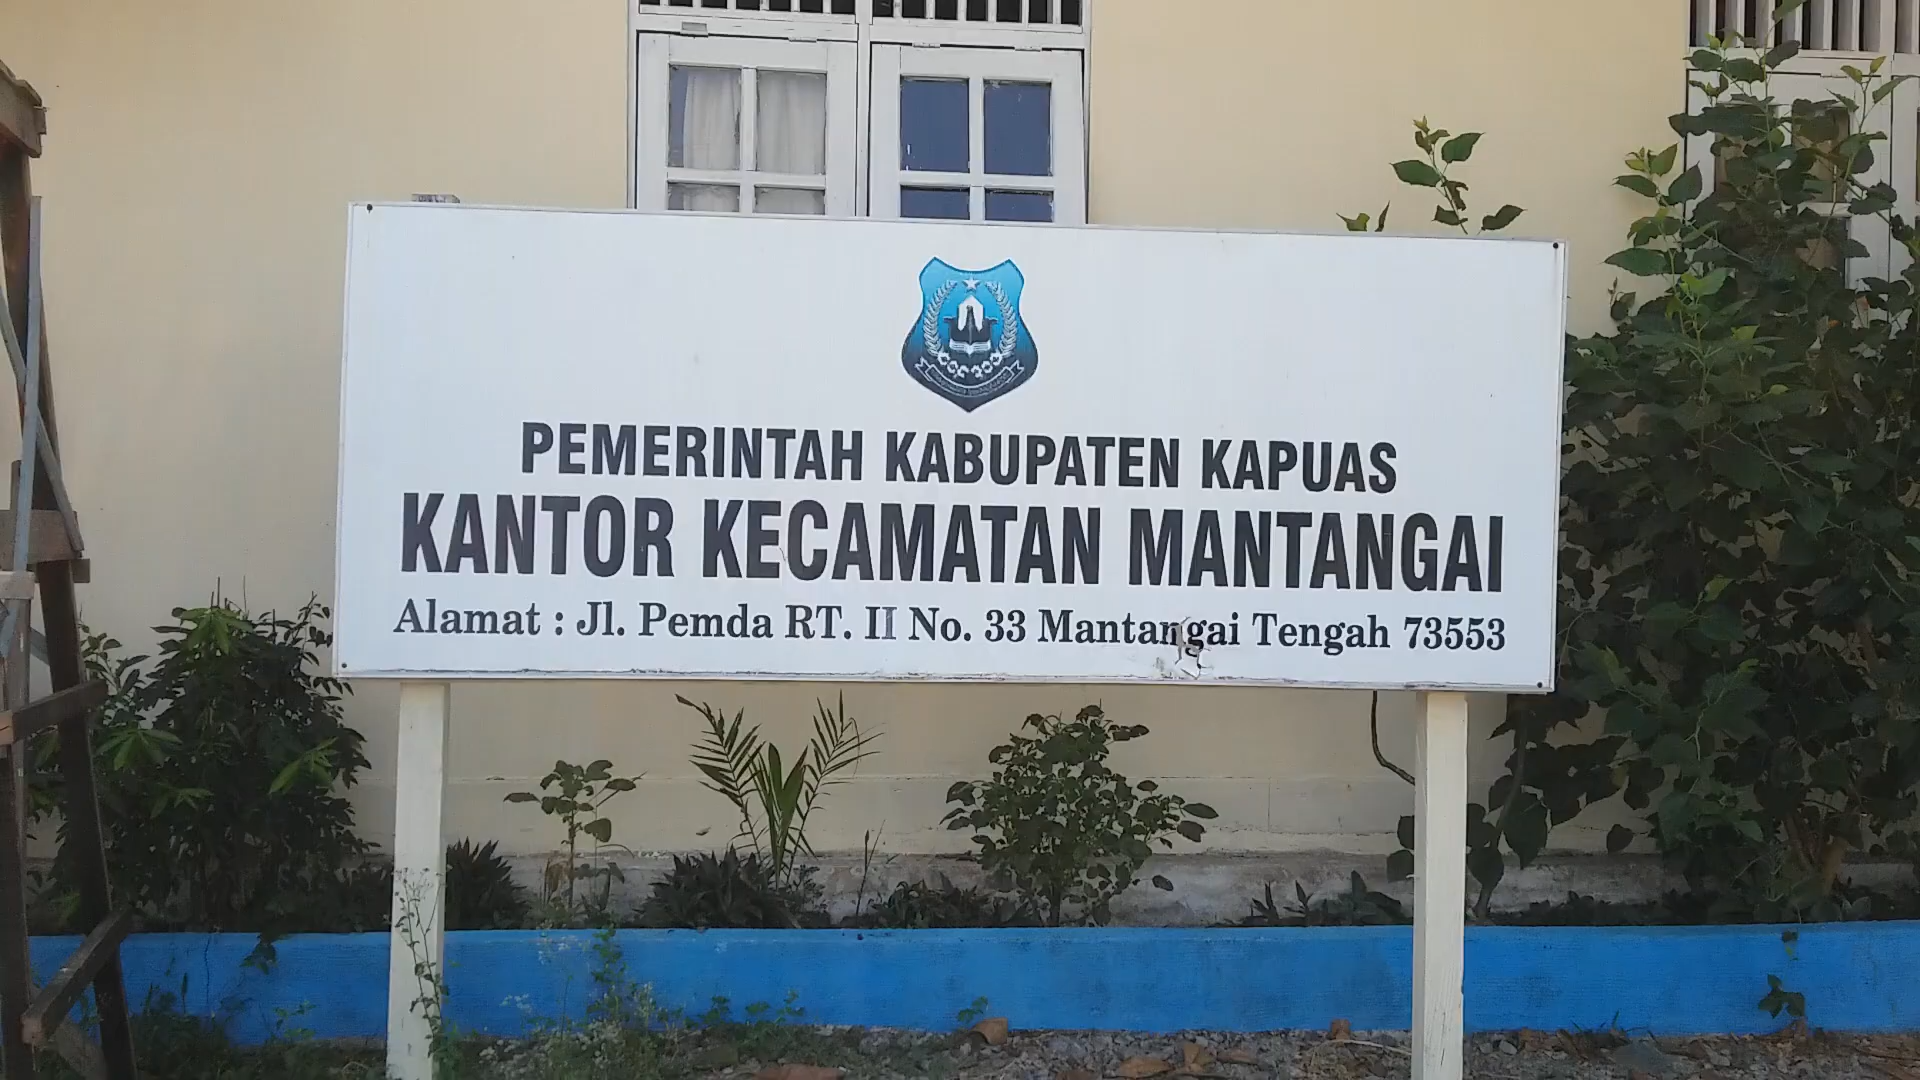 PEMERINTAH KABUPATEN KAPUAS
KANTOR KECAMATAN MANTANGAI
Alamat : Jl. Pemda RT. II No. 33 Mantangai Tengah 73553